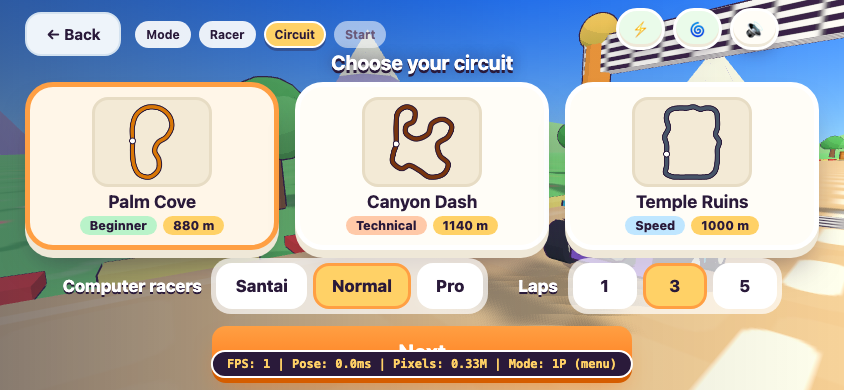 ← Back Mode Racer Circuit Start
Choose your circuit
Palm Cove
Beginner 880 m
Canyon Dash
Technical 1140 m
Temple Ruins
Speed 1000 m
Computer racers Santai Normal Pro Laps 1 3 5
Next
FPS: 1 | Pose: 0.0ms | Pixels: 0.33M | Mode: 1P (menu)